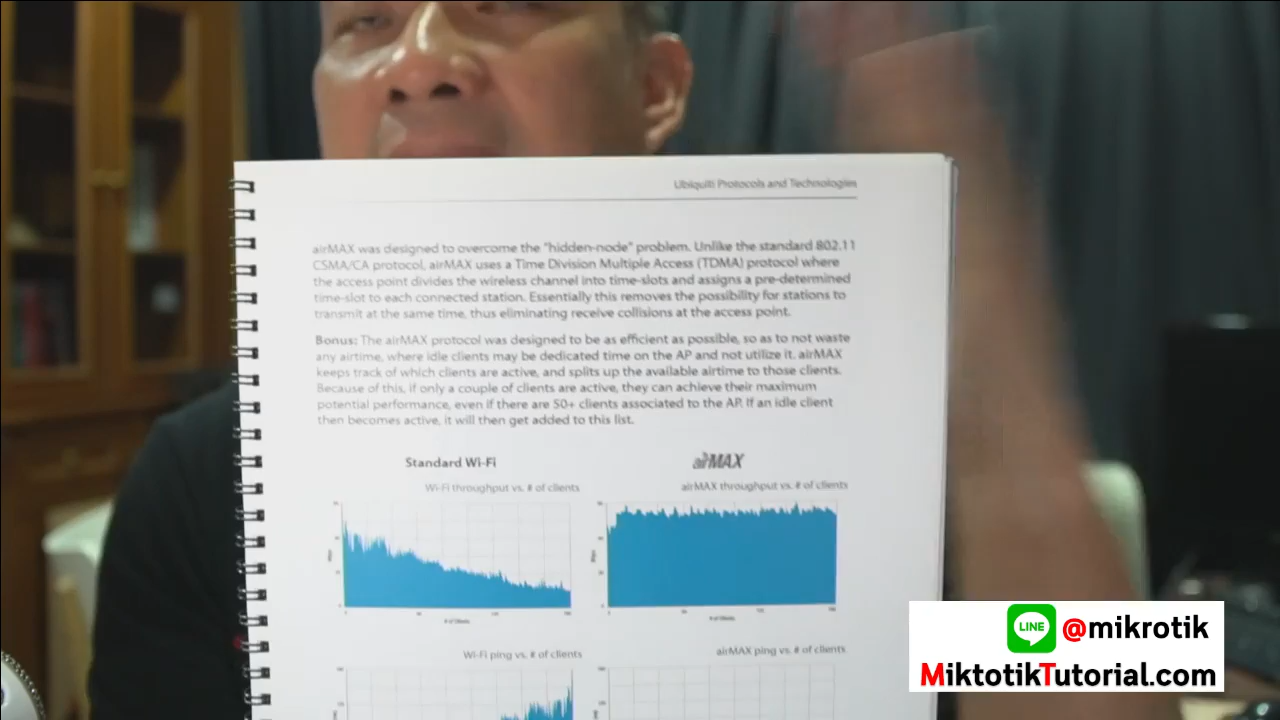 Ubiquiti Protocols and Technologies
airMAX was designed to overcome the "hidden-node" problem. Unlike the standard 802.11
CSMA/CA protocol, airMAX uses a Time Division Multiple Access (TDMA) protocol where
the access point divides the wireless channel into time-slots and assigns a pre-determined
time-slot to each connected station. Essentially this removes the possibility for stations to
transmit at the same time, thus eliminating receive collisions at the access point.
Bonus: The airMAX protocol was designed to be as efficient as possible, so as to not waste
any airtime, where idle clients may be dedicated time on the AP and not utilize it. airMAX
keeps track of which clients are active, and splits up the available airtime to those clients.
Because of this, if only a couple of clients are active, they can achieve their maximum
potential performance, even if there are 50+ clients associated to the AP. If an idle client
then becomes active, it will then get added to this list.
Standard Wi-Fi
airMAX
Wi-Fi throughput vs. # of clients
airMAX throughput vs. # of clients
# of Clients
# of Clients
Wi-Fi ping vs. # of clients
airMAX ping vs. # of clients
LINE @mikrotik
MiktotikTutorial.com